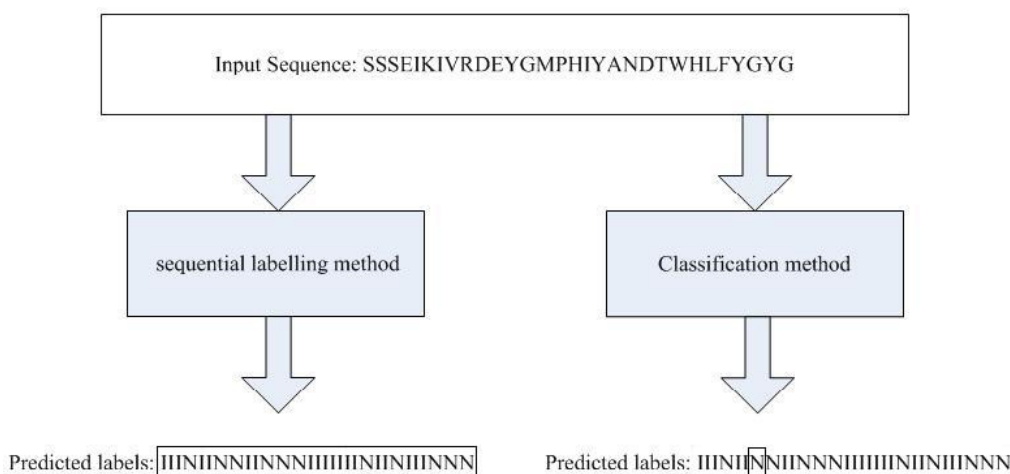 Input Sequence: SSSEIKIVRDEYGMPHIYANDTWHLFYGYG
sequential labelling method
Classification method
Predicted labels: IIINIINNIINNNIIIIIIINIINIIINNN
Predicted labels: IIINIINNIINNNIIIIIIINIINIIINNN